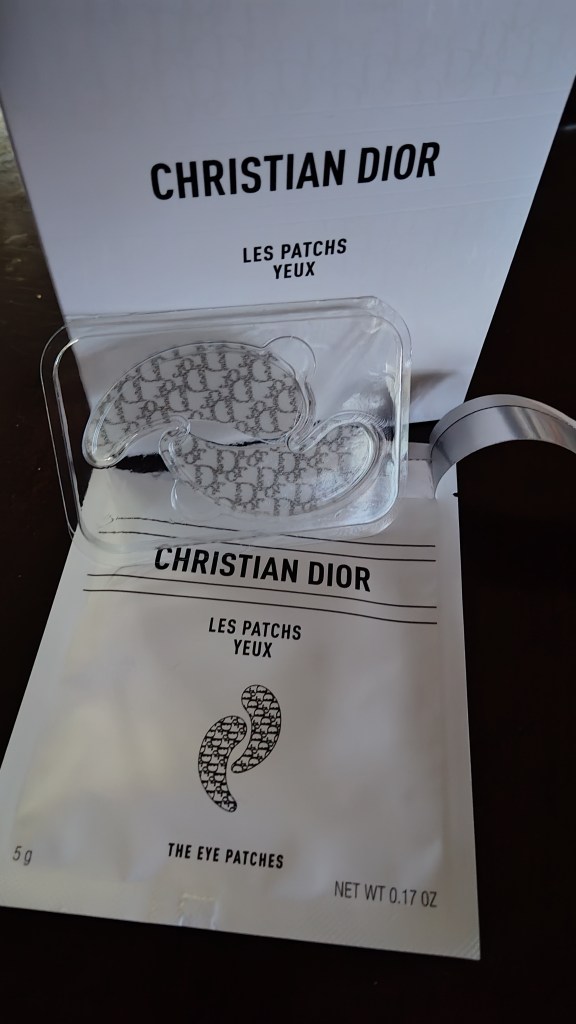 CHRISTIAN DIOR
LES PATCHS
YEUX
CHRISTIAN DIOR
LES PATCHS
YEUX
THE EYE PATCHES
5 g
NET WT 0.17 OZ